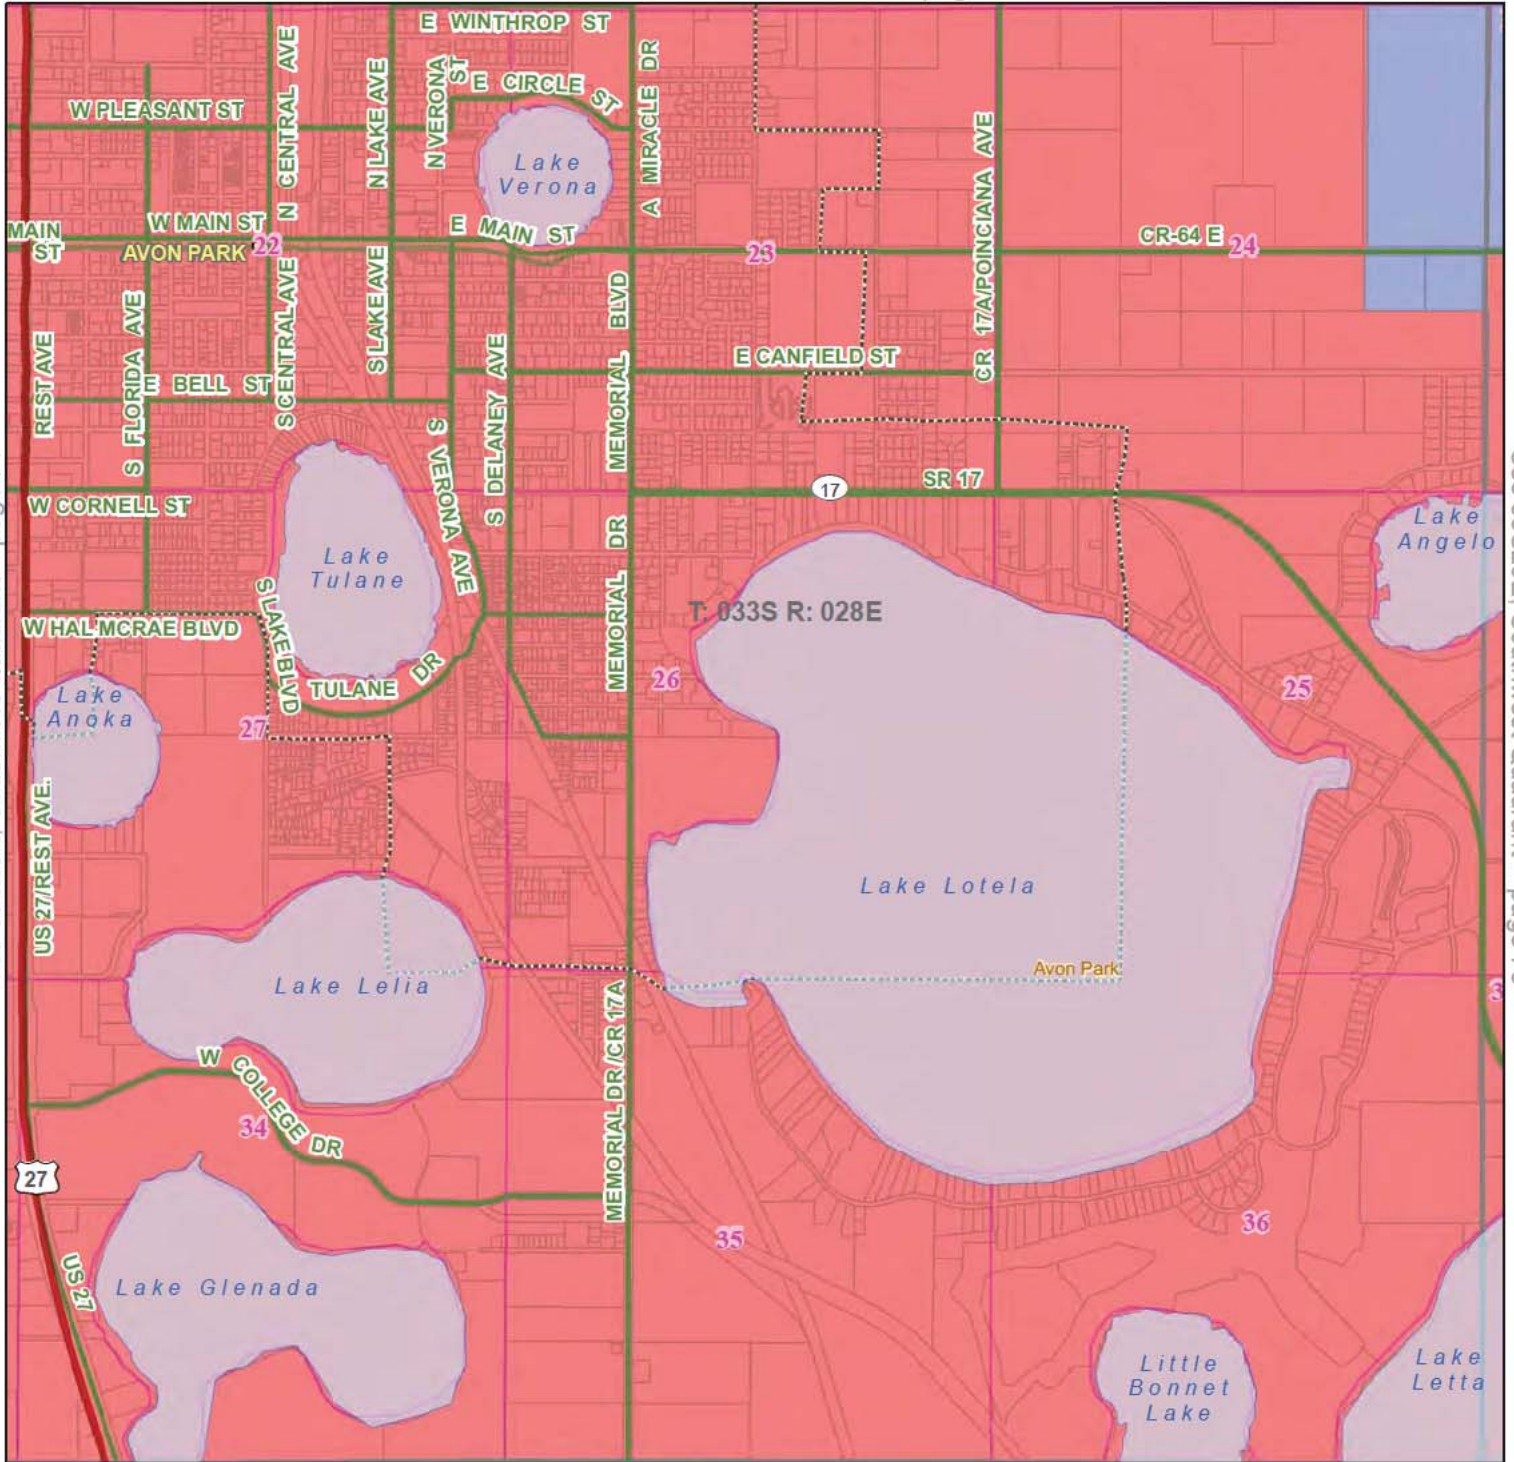 E WINTHROP ST
N CENTRAL AVE
N LAKE AVE
N VERONA ST
E CIRCLE ST
A MIRACLE DR
W PLEASANT ST
CR 17A/POINCIANA AVE
Lake
Verona
MAIN
ST
W MAIN ST
AVON PARK
22
E MAIN ST
23
CR-64 E
24
REST AVE
S FLORIDA AVE
S CENTRAL AVE
S LAKE AVE
S DELANEY AVE
MEMORIAL BLVD
E CANFIELD ST
E BELL ST
S VERONA AVE
17
SR 17
W CORNELL ST
Lake
Tulane
MEMORIAL DR
T: 033S R: 028E
Lake
Angelo
W HAL MCRAE BLVD
S LAKE BLVD
TULANE DR
26
25
Lake
Anoka
27
US 27/REST AVE.
Lake Lotela
Avon Park
Lake Lelia
W COLLEGE DR
MEMORIAL DR/CR 17A
34
27
35
36
US 27
Lake Glenada
Little
Bonnet
Lake
Lake
Letta